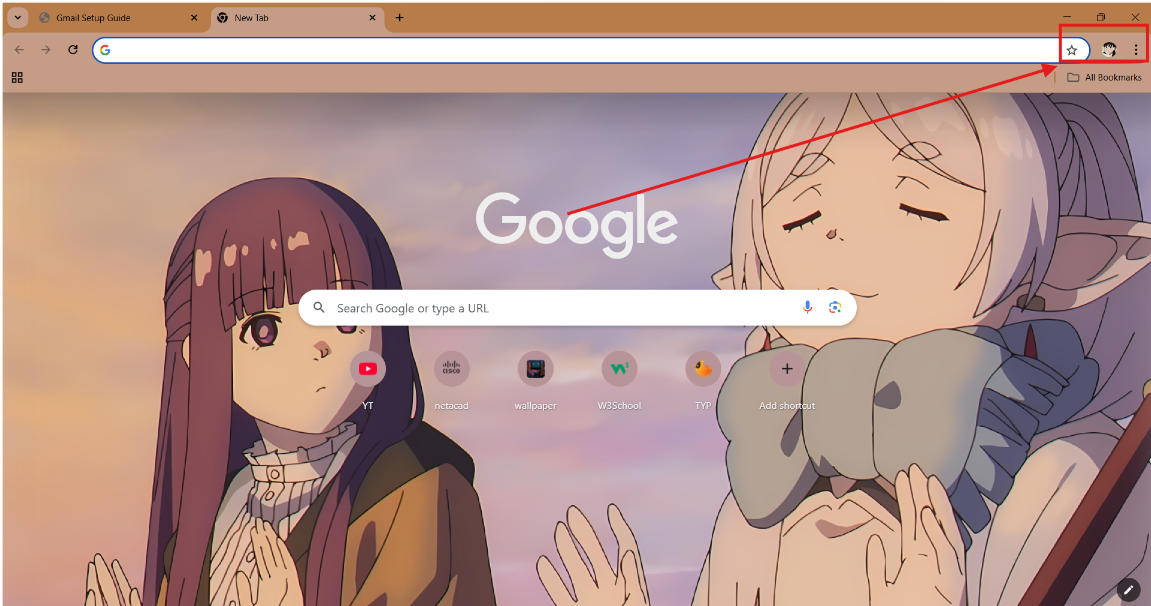 Gmail Setup Guide
New Tab
All Bookmarks
Google
Search Google or type a URL
YT
netacad
wallpaper
W3School
TYP
Add shortcut
cisco